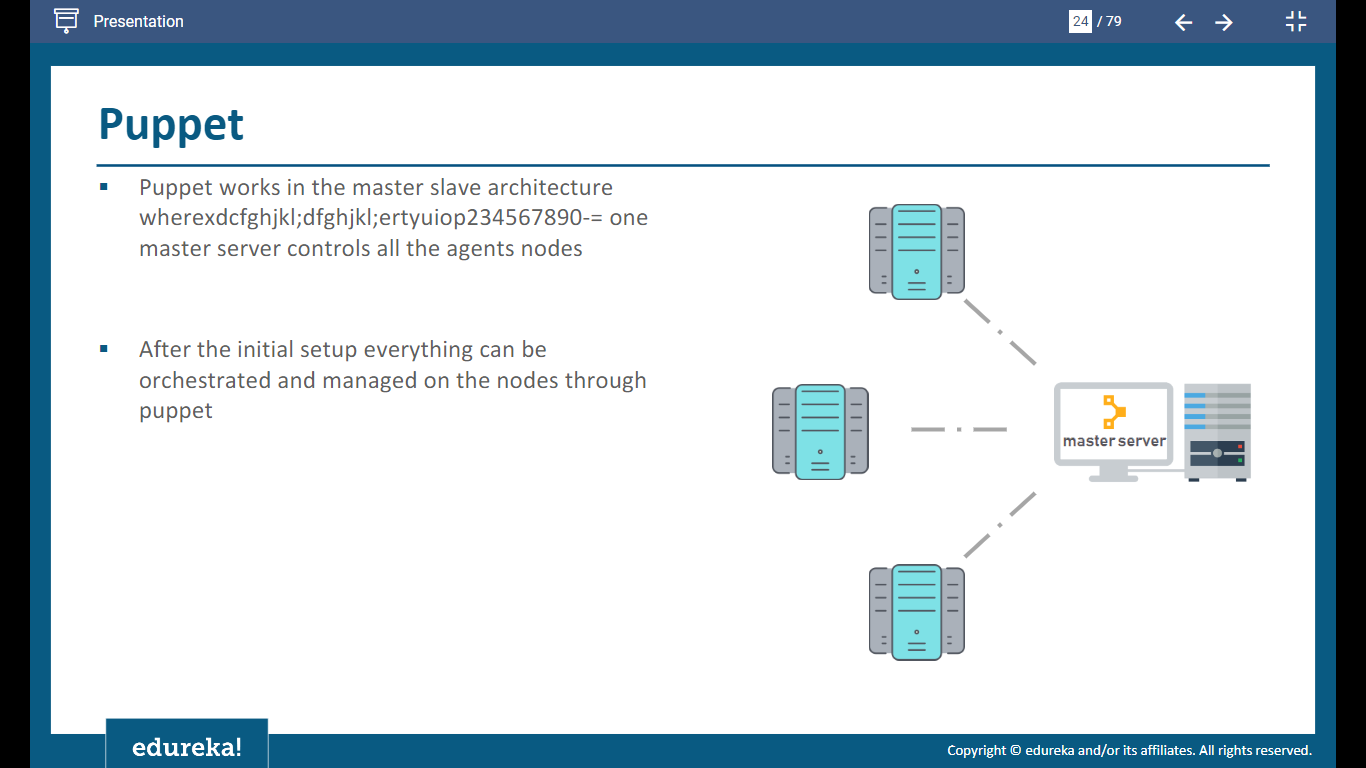 Presentation
24 / 79
Puppet
Puppet works in the master slave architecture
wherexdcfghjkl;dfghjkl;ertyuiop234567890-= one
master server controls all the agents nodes
After the initial setup everything can be
orchestrated and managed on the nodes through
puppet
master server
edureka!
Copyright © edureka and/or its affiliates. All rights reserved.